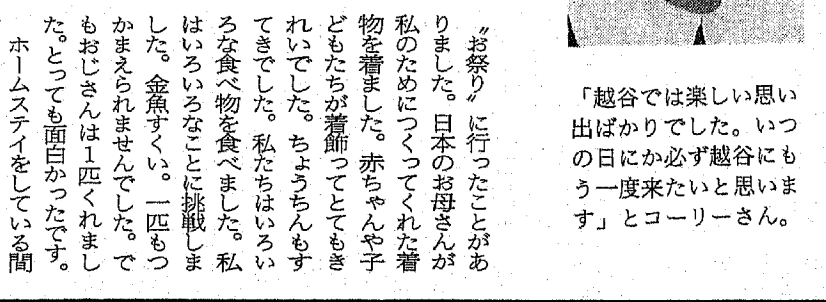 〝お祭り〟に行ったことがあ
りました。日本のお母さんが
私のためにつくってくれた着
物を着ました。赤ちゃんや子
どもたちが着飾ってとてもき
れいでした。ちょうちんもす
てきでした。私たちはいろい
ろな食べ物を食べました。私
はいろいろなことに挑戦しま
した。金魚すくい。一匹もつ
かまえられませんでした。で
もおじさんは1匹くれまし
た。とっても面白かったです。
ホームステイをしている間
「越谷では楽しい思い
出ばかりでした。いつ
の日にか必ず越谷にも
う一度来たいと思いま
す」とコーリーさん。